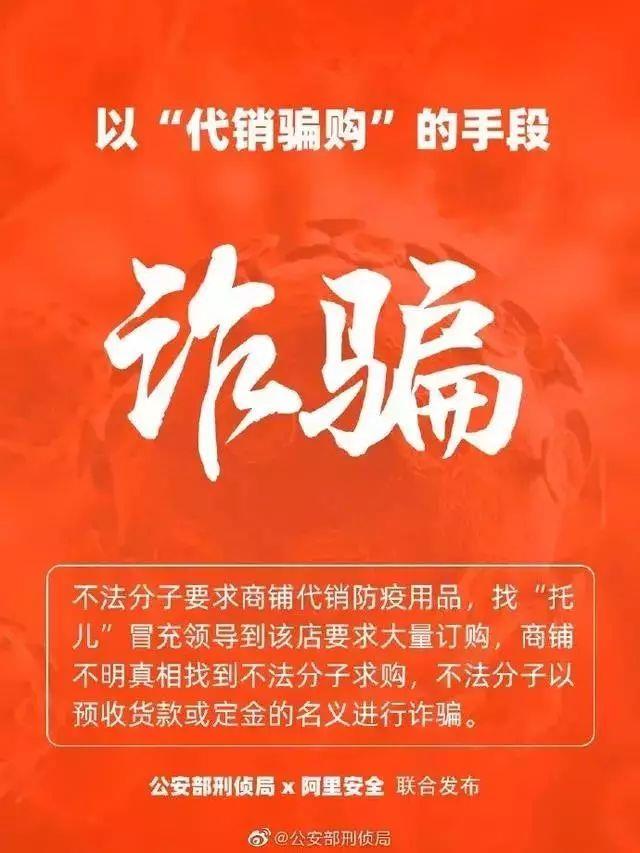 以“代销骗购”的手段
诈骗
不法分子要求商铺代销防疫用品，找“托
儿”冒充领导到该店要求大量订购，商铺
不明真相找到不法分子求购，不法分子以
预收货款或定金的名义进行诈骗。
公安部刑侦局 x 阿里安全 联合发布
@公安部刑侦局